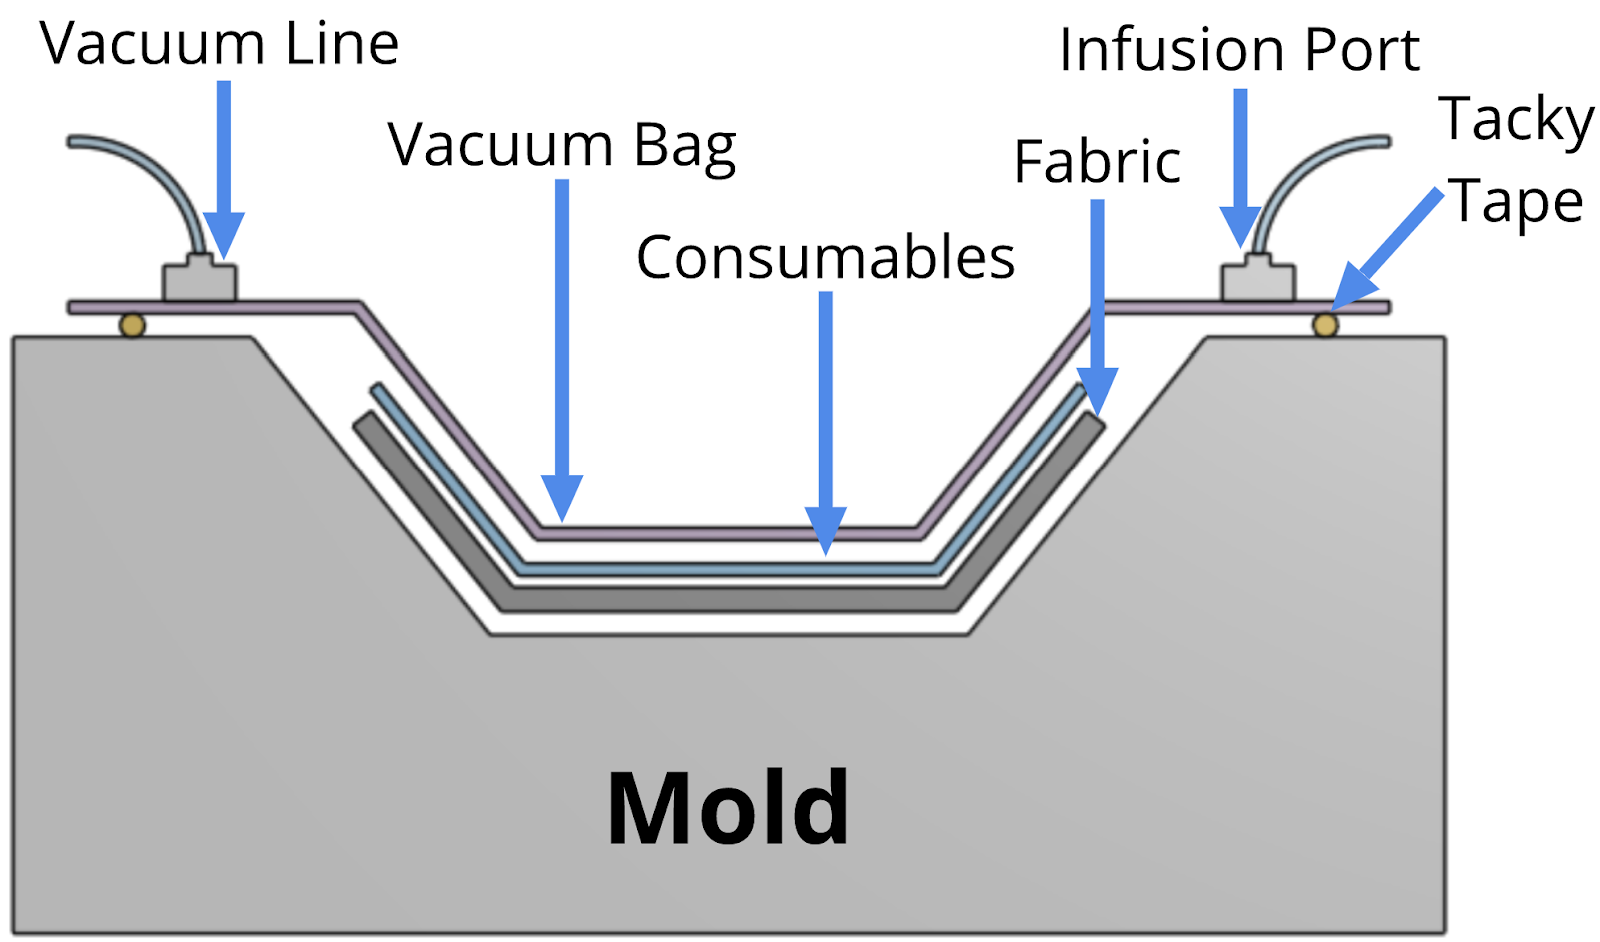 Vacuum Line
Infusion Port
Tacky
Tape
Vacuum Bag
Fabric
Consumables
Mold